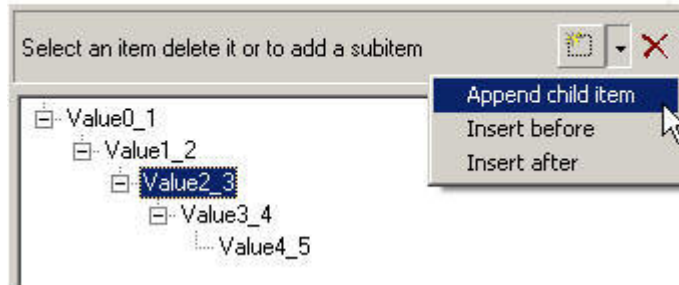 Select an item delete it or to add a subitem
Append child item
Insert before
Insert after
Value0_1
Value1_2
Value2_3
Value3_4
Value4_5